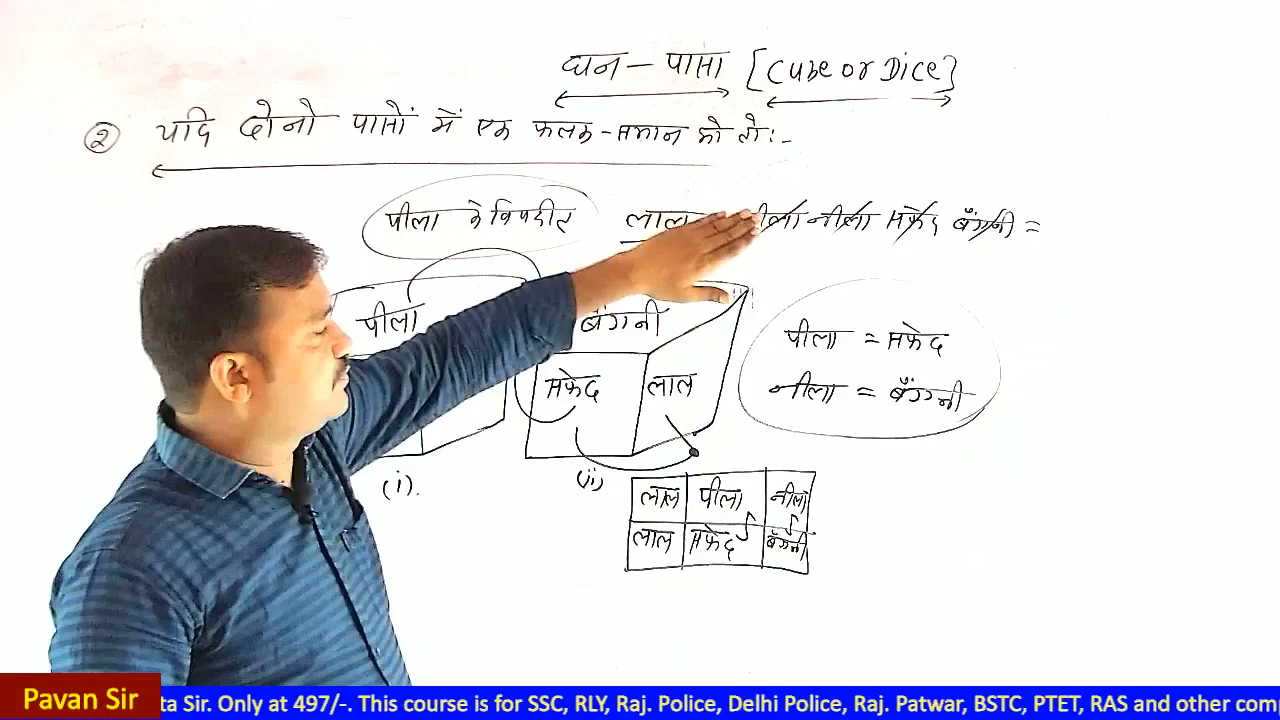 घन - पासा [Cube or Dice]
② यदि दोनो पासों में एक फलक-समान हो तो:-
पीला के विपरीत लाल पीला नीला सफेद बैंगनी =
पीला बैंगनी
सफेद लाल
पीला = सफेद
नीला = बैंगनी
(i). (ii)
लाल पीला नीला
लाल सफेद बैंगनी
Pavan Sir
ta Sir. Only at 497/-. This course is for SSC, RLY, Raj. Police, Delhi Police, Raj. Patwar, BSTC, PTET, RAS and other com